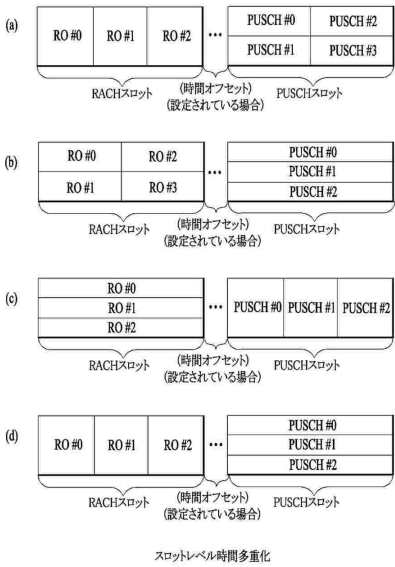 (a)
RO #0 RO #1 RO #2 ••• PUSCH #0 PUSCH #2
PUSCH #1 PUSCH #3
RACHスロット (時間オフセット) PUSCHスロット
(設定されている場合)
(b)
RO #0 RO #2 ••• PUSCH #0
PUSCH #1
RO #1 RO #3 PUSCH #2
RACHスロット (時間オフセット) PUSCHスロット
(設定されている場合)
(c)
RO #0
RO #1 ••• PUSCH #0 PUSCH #1 PUSCH #2
RO #2
RACHスロット (時間オフセット) PUSCHスロット
(設定されている場合)
(d)
PUSCH #0
RO #0 RO #1 RO #2 ••• PUSCH #1
PUSCH #2
RACHスロット (時間オフセット) PUSCHスロット
(設定されている場合)
スロットレベル時間多重化